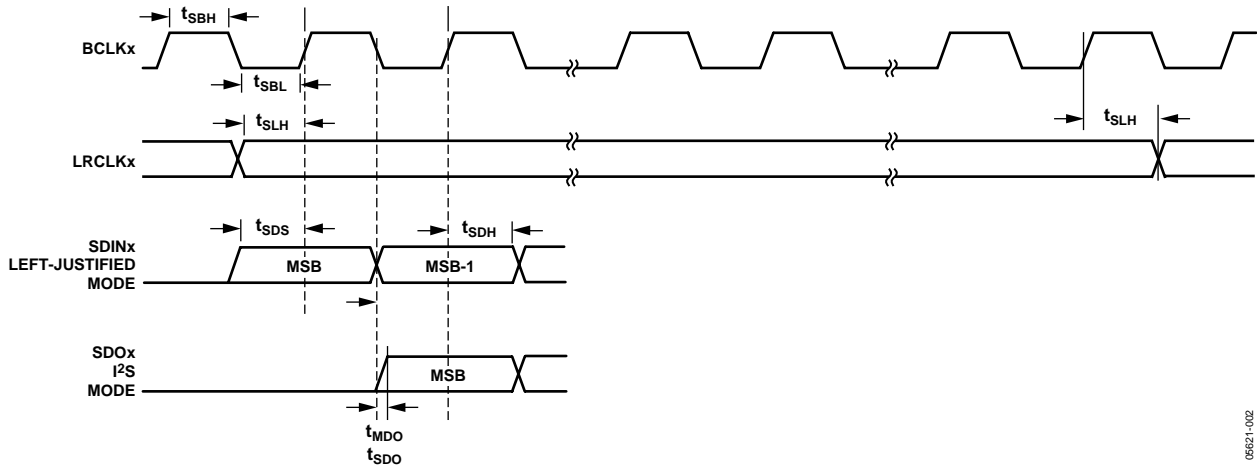 tSBH
BCLKx
tSBL
tSLH
tSLH
LRCLKx
tSDS
tSDH
SDINx
LEFT-JUSTIFIED
MODE
MSB
MSB-1
SDOx
I²S
MODE
MSB
tMDO
tSDO
05621-002